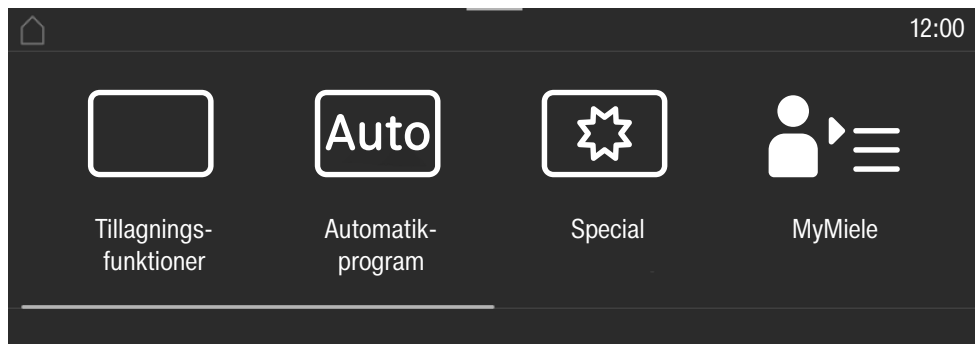 12:00
Auto
Tillagnings-
funktioner
Automatik-
program
Special
MyMiele